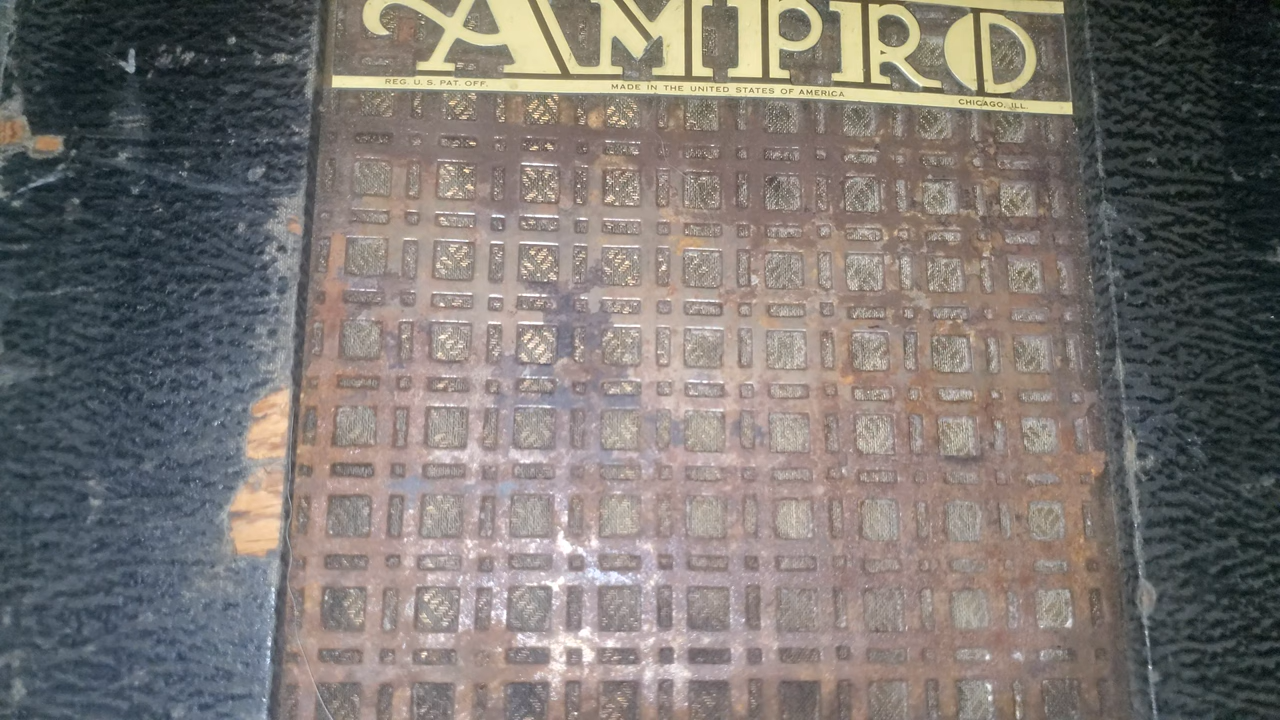 AMPRO
REG. U. S. PAT. OFF. MADE IN THE UNITED STATES OF AMERICA CHICAGO, ILL.